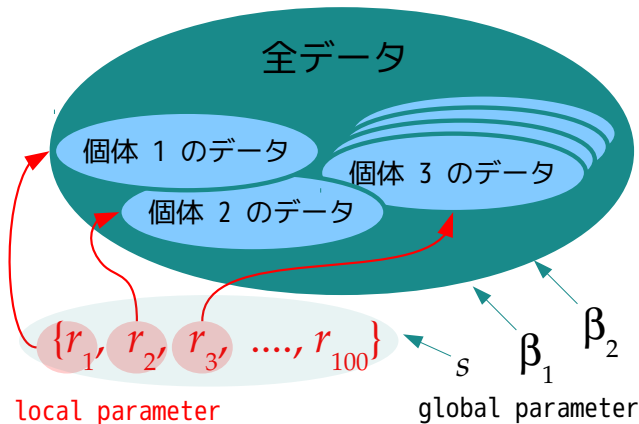 全データ
個体 1 のデータ
個体 3 のデータ
個体 2 のデータ
{r1, r2, r3, ...., r100}
s
β1
β2
local parameter
global parameter